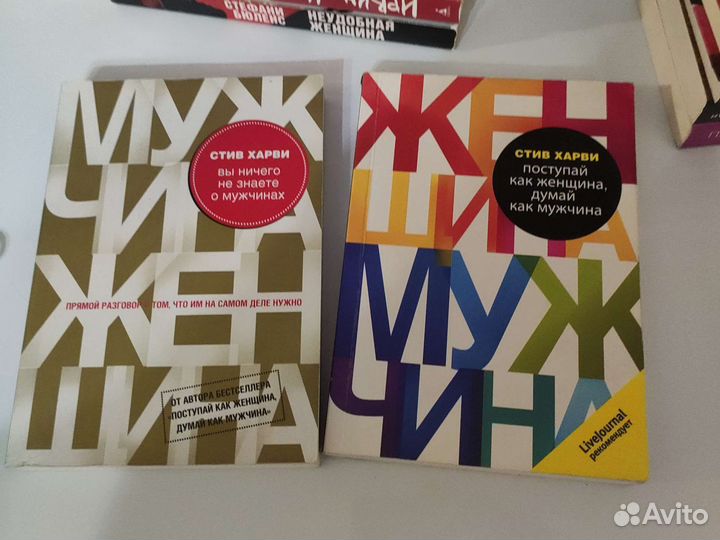 СТЕФАНИ
БЮЛЕНС
НЕУДОБНАЯ
ЖЕНЩИНА
МУЖ
ЧИНА
ЖЕН
ЩИНА
СТИВ ХАРВИ
вы ничего
не знаете
о мужчинах
ПРЯМОЙ РАЗГОВОР О ТОМ, ЧТО ИМ НА САМОМ ДЕЛЕ НУЖНО
ОТ АВТОРА БЕСТСЕЛЛЕРА
«ПОСТУПАЙ КАК ЖЕНЩИНА,
ДУМАЙ КАК МУЖЧИНА»
ЖЕН
ЩИНА
МУЖ
ЧИНА
СТИВ ХАРВИ
поступай
как женщина,
думай
как мужчина
LiveJournal
рекомендует
Avito